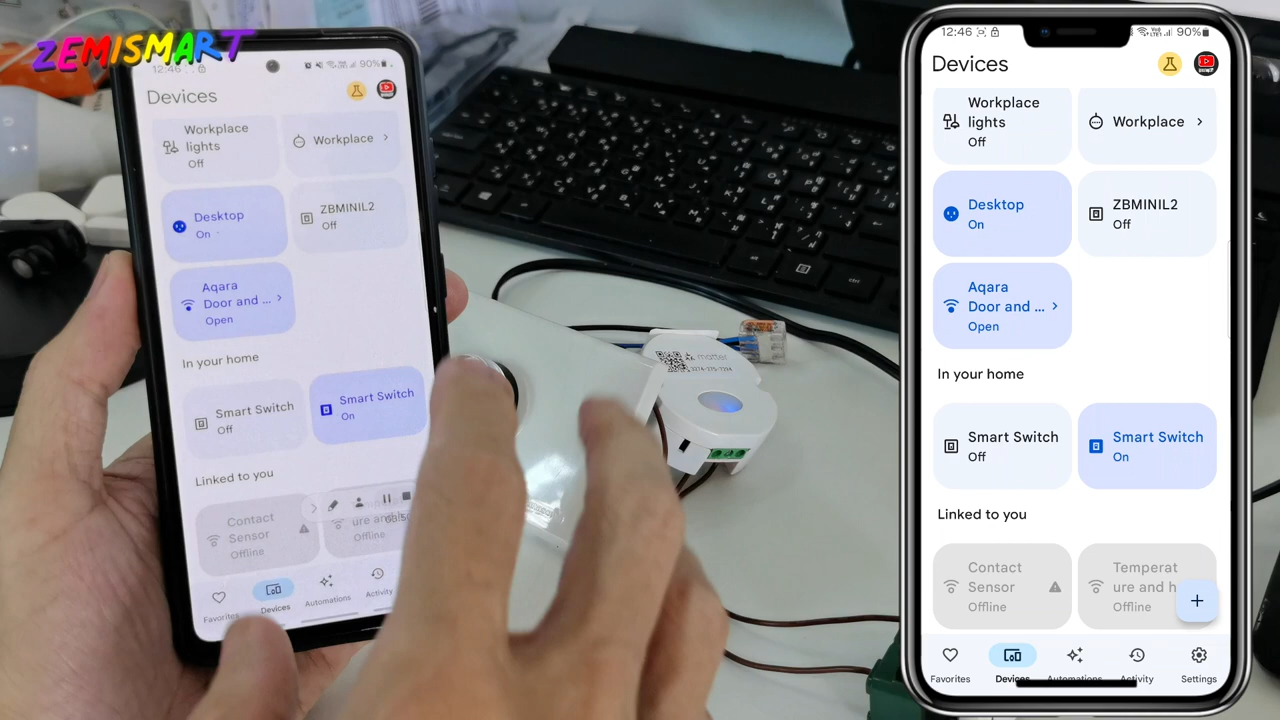 ZEMISMART
12:46
90%
Devices
Workplace
lights
Off
Workplace
Desktop
On
ZBMINIL2
Off
Aqara
Door and ...
Open
In your home
Smart Switch
Off
Smart Switch
On
Linked to you
Contact
Sensor
Offline
ure and h
Offline
Favorites
Devices
Automations
Activity
matter
12:46
90%
Devices
Workplace
lights
Off
Workplace
Desktop
On
ZBMINIL2
Off
Aqara
Door and ...
Open
In your home
Smart Switch
Off
Smart Switch
On
Linked to you
Contact
Sensor
Offline
Temperat
ure and h
Offline
Favorites
Devices
Automations
Activity
Settings
ctrl